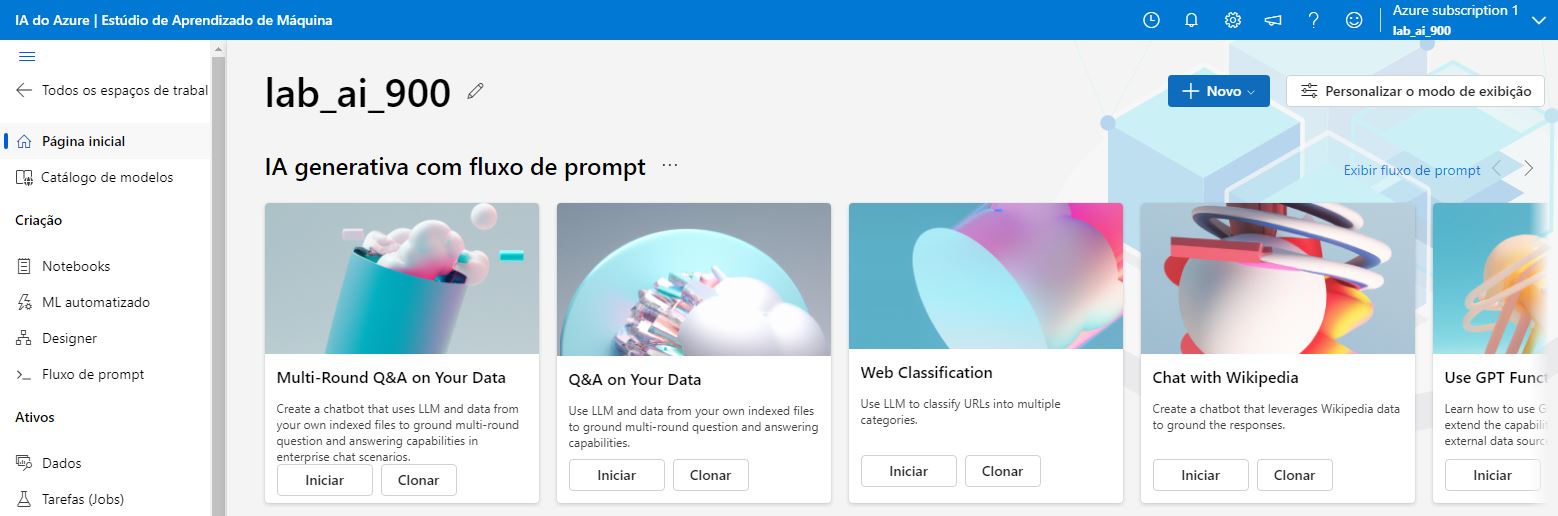 IA do Azure | Estúdio de Aprendizado de Máquina
Azure subscription 1
lab_ai_900
Todos os espaços de trabal
Página inicial
Catálogo de modelos
Criação
Notebooks
ML automatizado
Designer
Fluxo de prompt
Ativos
Dados
Tarefas (Jobs)
lab_ai_900
Novo
Personalizar o modo de exibição
IA generativa com fluxo de prompt ...
Exibir fluxo de prompt
Multi-Round Q&A on Your Data
Create a chatbot that uses LLM and data from
your own indexed files to ground multi-round
question and answering capabilities in
enterprise chat scenarios.
Iniciar
Clonar
Q&A on Your Data
Use LLM and data from your own indexed files
to ground multi-round question and answering
capabilities.
Iniciar
Clonar
Web Classification
Use LLM to classify URLs into multiple
categories.
Iniciar
Clonar
Chat with Wikipedia
Create a chatbot that leverages Wikipedia data
to ground the responses.
Iniciar
Clonar
Use GPT Funct
Learn how to use G
extend the capabilit
external data sourc
Iniciar